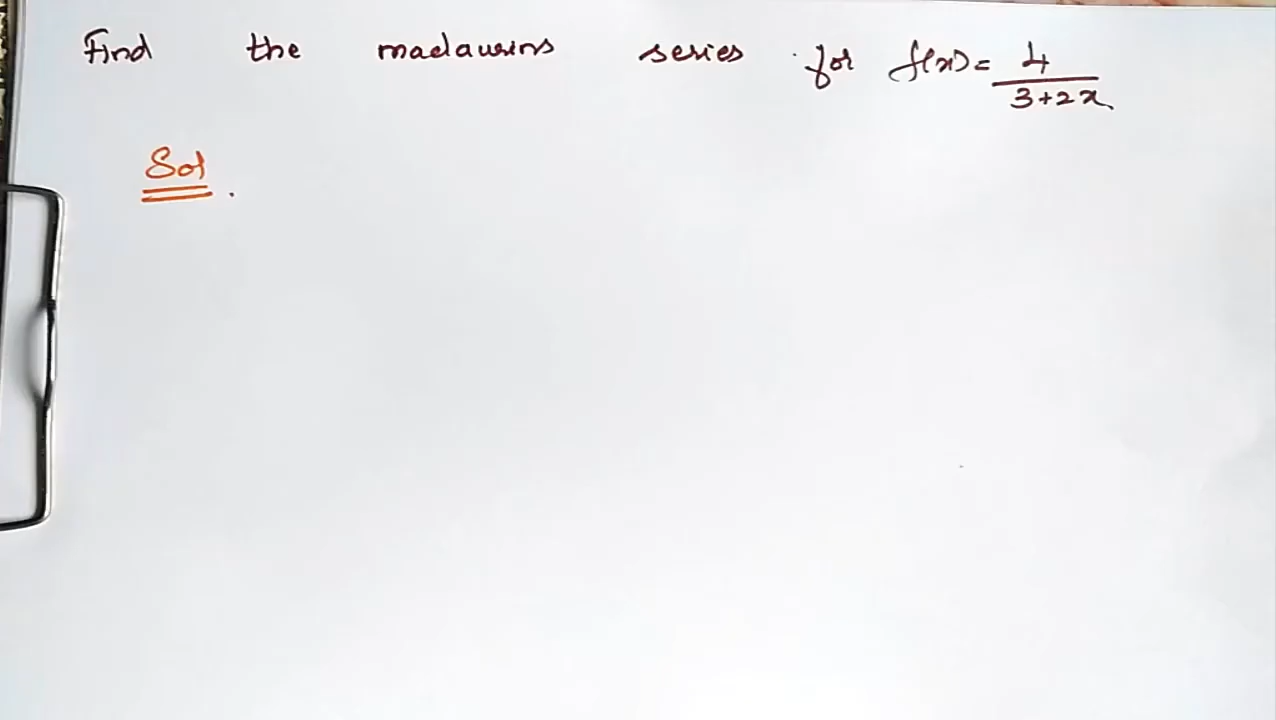 Find the maclaurins series for f(x) = 4/(3+2x)
Sol.